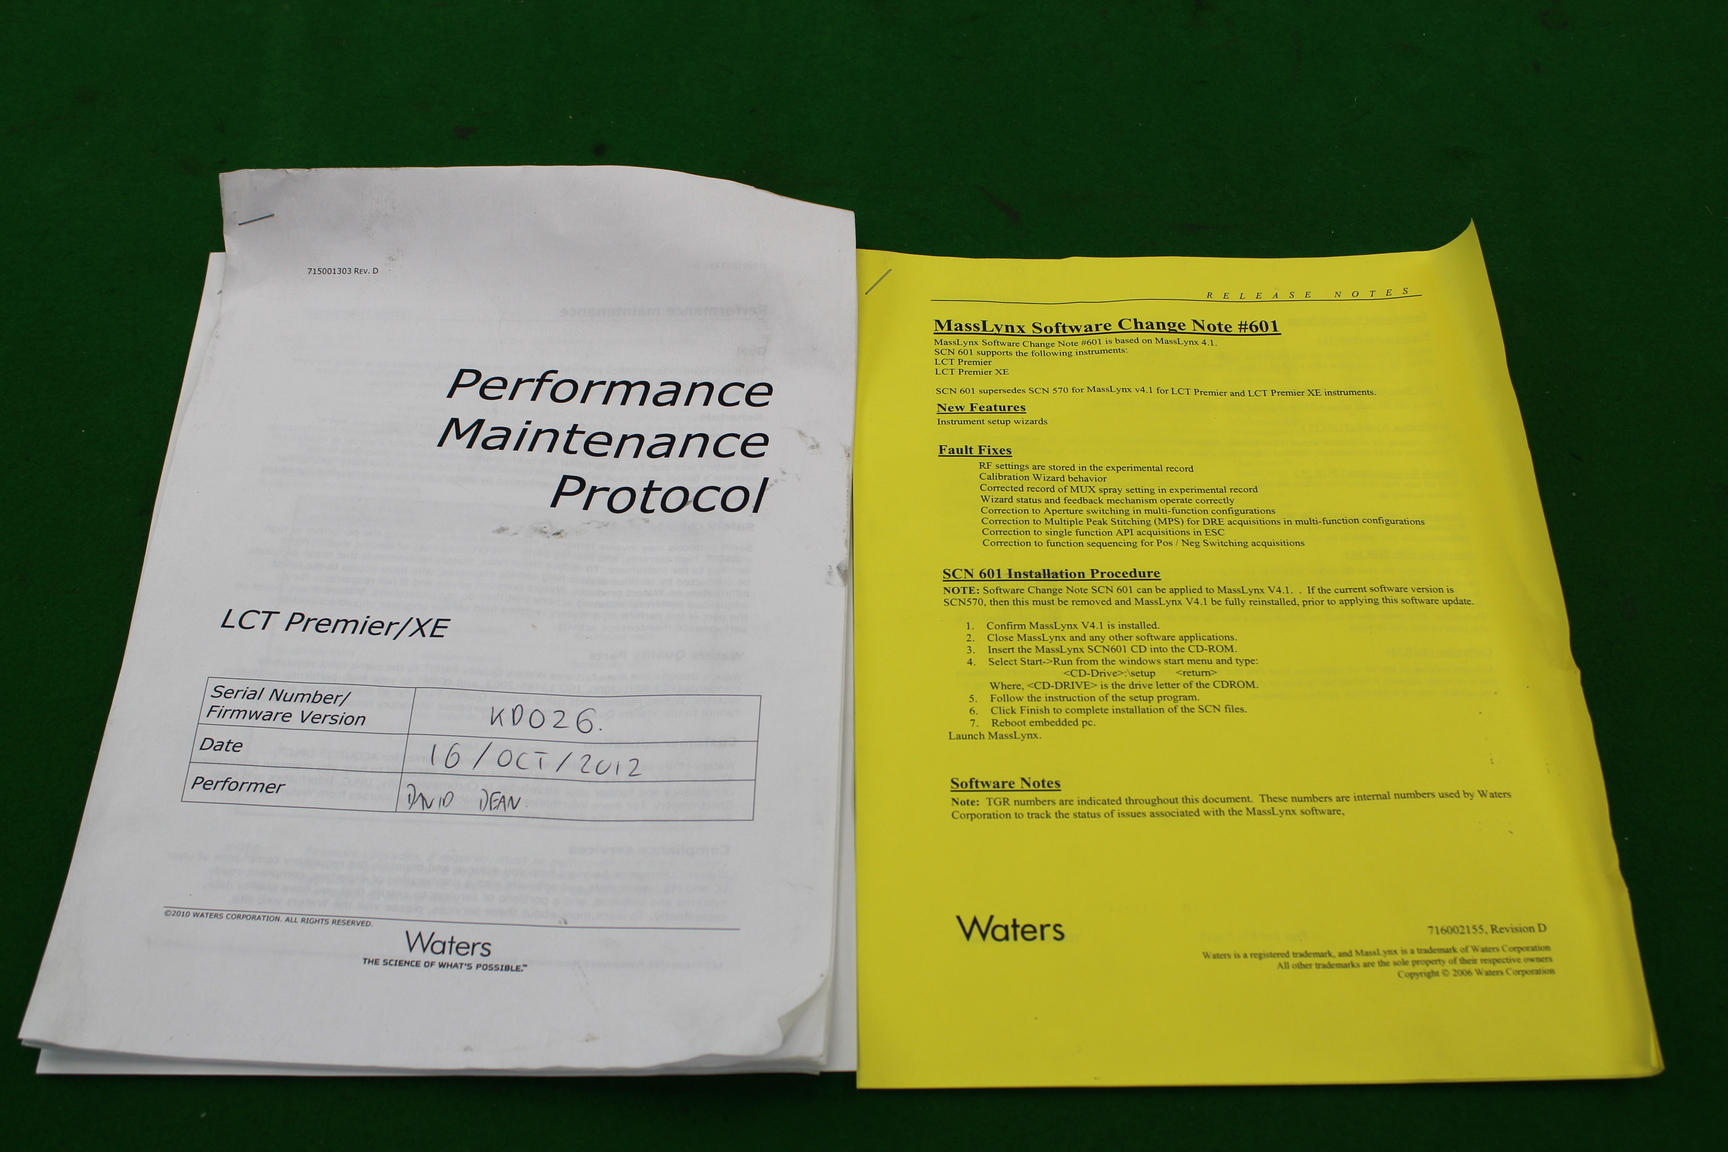 715001303 REV. D
Performance
Maintenance
Protocol
LCT Premier/XE
Serial Number/
Firmware Version
KD026.
Date
16/OCT/2012
Performer
DAVID DEAN.
©2010 WATERS CORPORATION. ALL RIGHTS RESERVED.
Waters
THE SCIENCE OF WHAT'S POSSIBLE.™
RELEASE NOTES
MassLynx Software Change Note #601
MassLynx Software Change Note #601 is based on MassLynx 4.1.
SCN 601 supports the following instruments:
LCT Premier
LCT Premier XE
SCN 601 supersedes SCN 570 for MassLynx v4.1 for LCT Premier and LCT Premier XE instruments.
New Features
Instrument setup wizards
Fault Fixes
RF settings are stored in the experimental record
Calibration Wizard behavior
Corrected record of MUX spray setting in experimental record
Wizard status and feedback mechanism operate correctly
Correction to Aperture switching in multi-function configurations
Correction to Multiple Peak Stitching (MPS) for DRE acquisitions in multi-function configurations
Correction to single function API acquisitions in ESC
Correction to function sequencing for Pos / Neg Switching acquisitions
SCN 601 Installation Procedure
NOTE: Software Change Note SCN 601 can be applied to MassLynx V4.1. . If the current software version is
SCN570, then this must be removed and MassLynx V4.1 be fully reinstalled, prior to applying this software update.
1. Confirm MassLynx V4.1 is installed.
2. Close MassLynx and any other software applications.
3. Insert the MassLynx SCN601 CD into the CD-ROM.
4. Select Start->Run from the windows start menu and type:
<CD-Drive>:\setup <return>
Where, <CD-DRIVE> is the drive letter of the CDROM.
5. Follow the instruction of the setup program.
6. Click Finish to complete installation of the SCN files.
7. Reboot embedded pc.
Launch MassLynx.
Software Notes
Note: TGR numbers are indicated throughout this document. These numbers are internal numbers used by Waters
Corporation to track the status of issues associated with the MassLynx software,
Waters
716002155, Revision D
Waters is a registered trademark, and MassLynx is a trademark of Waters Corporation
All other trademarks are the sole property of their respective owners
Copyright © 2006 Waters Corporation